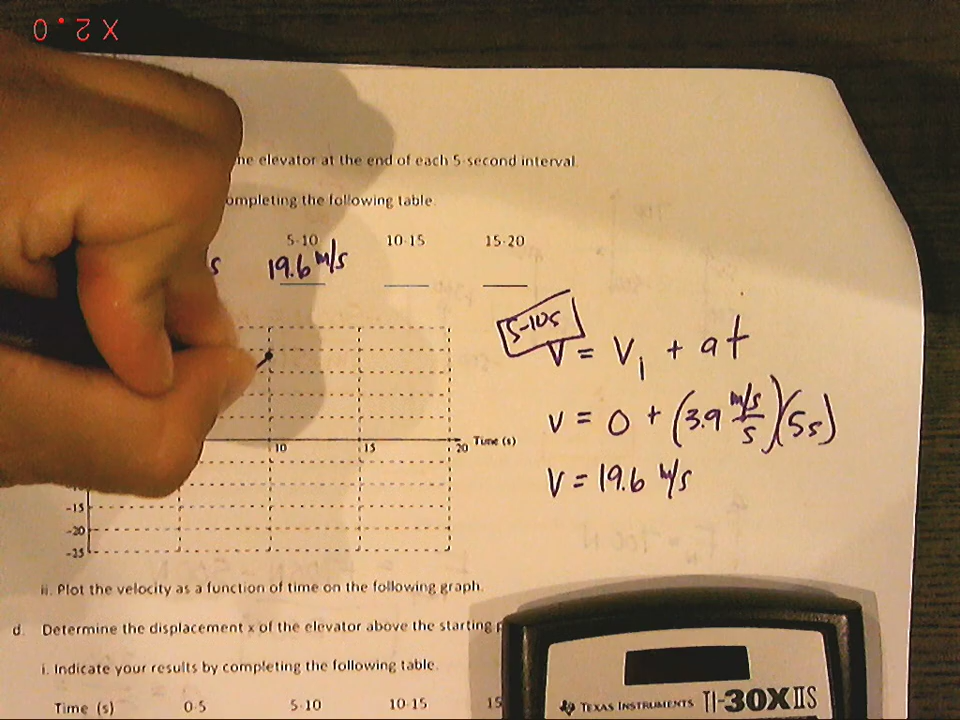 X 2.0
he elevator at the end of each 5-second interval.
ompleting the following table.
5-10 10-15 15-20
s 19.6 m/s
5-10s
V = V1 + at
V = 0 + (3.9 m/s/s)(5s)
V = 19.6 m/s
10 15 20 Time (s)
-15
-20
-25
ii. Plot the velocity as a function of time on the following graph.
d. Determine the displacement x of the elevator above the starting p
i. Indicate your results by completing the following table.
Time (s) 0-5 5-10 10-15 15
TEXAS INSTRUMENTS TI-30X IIS